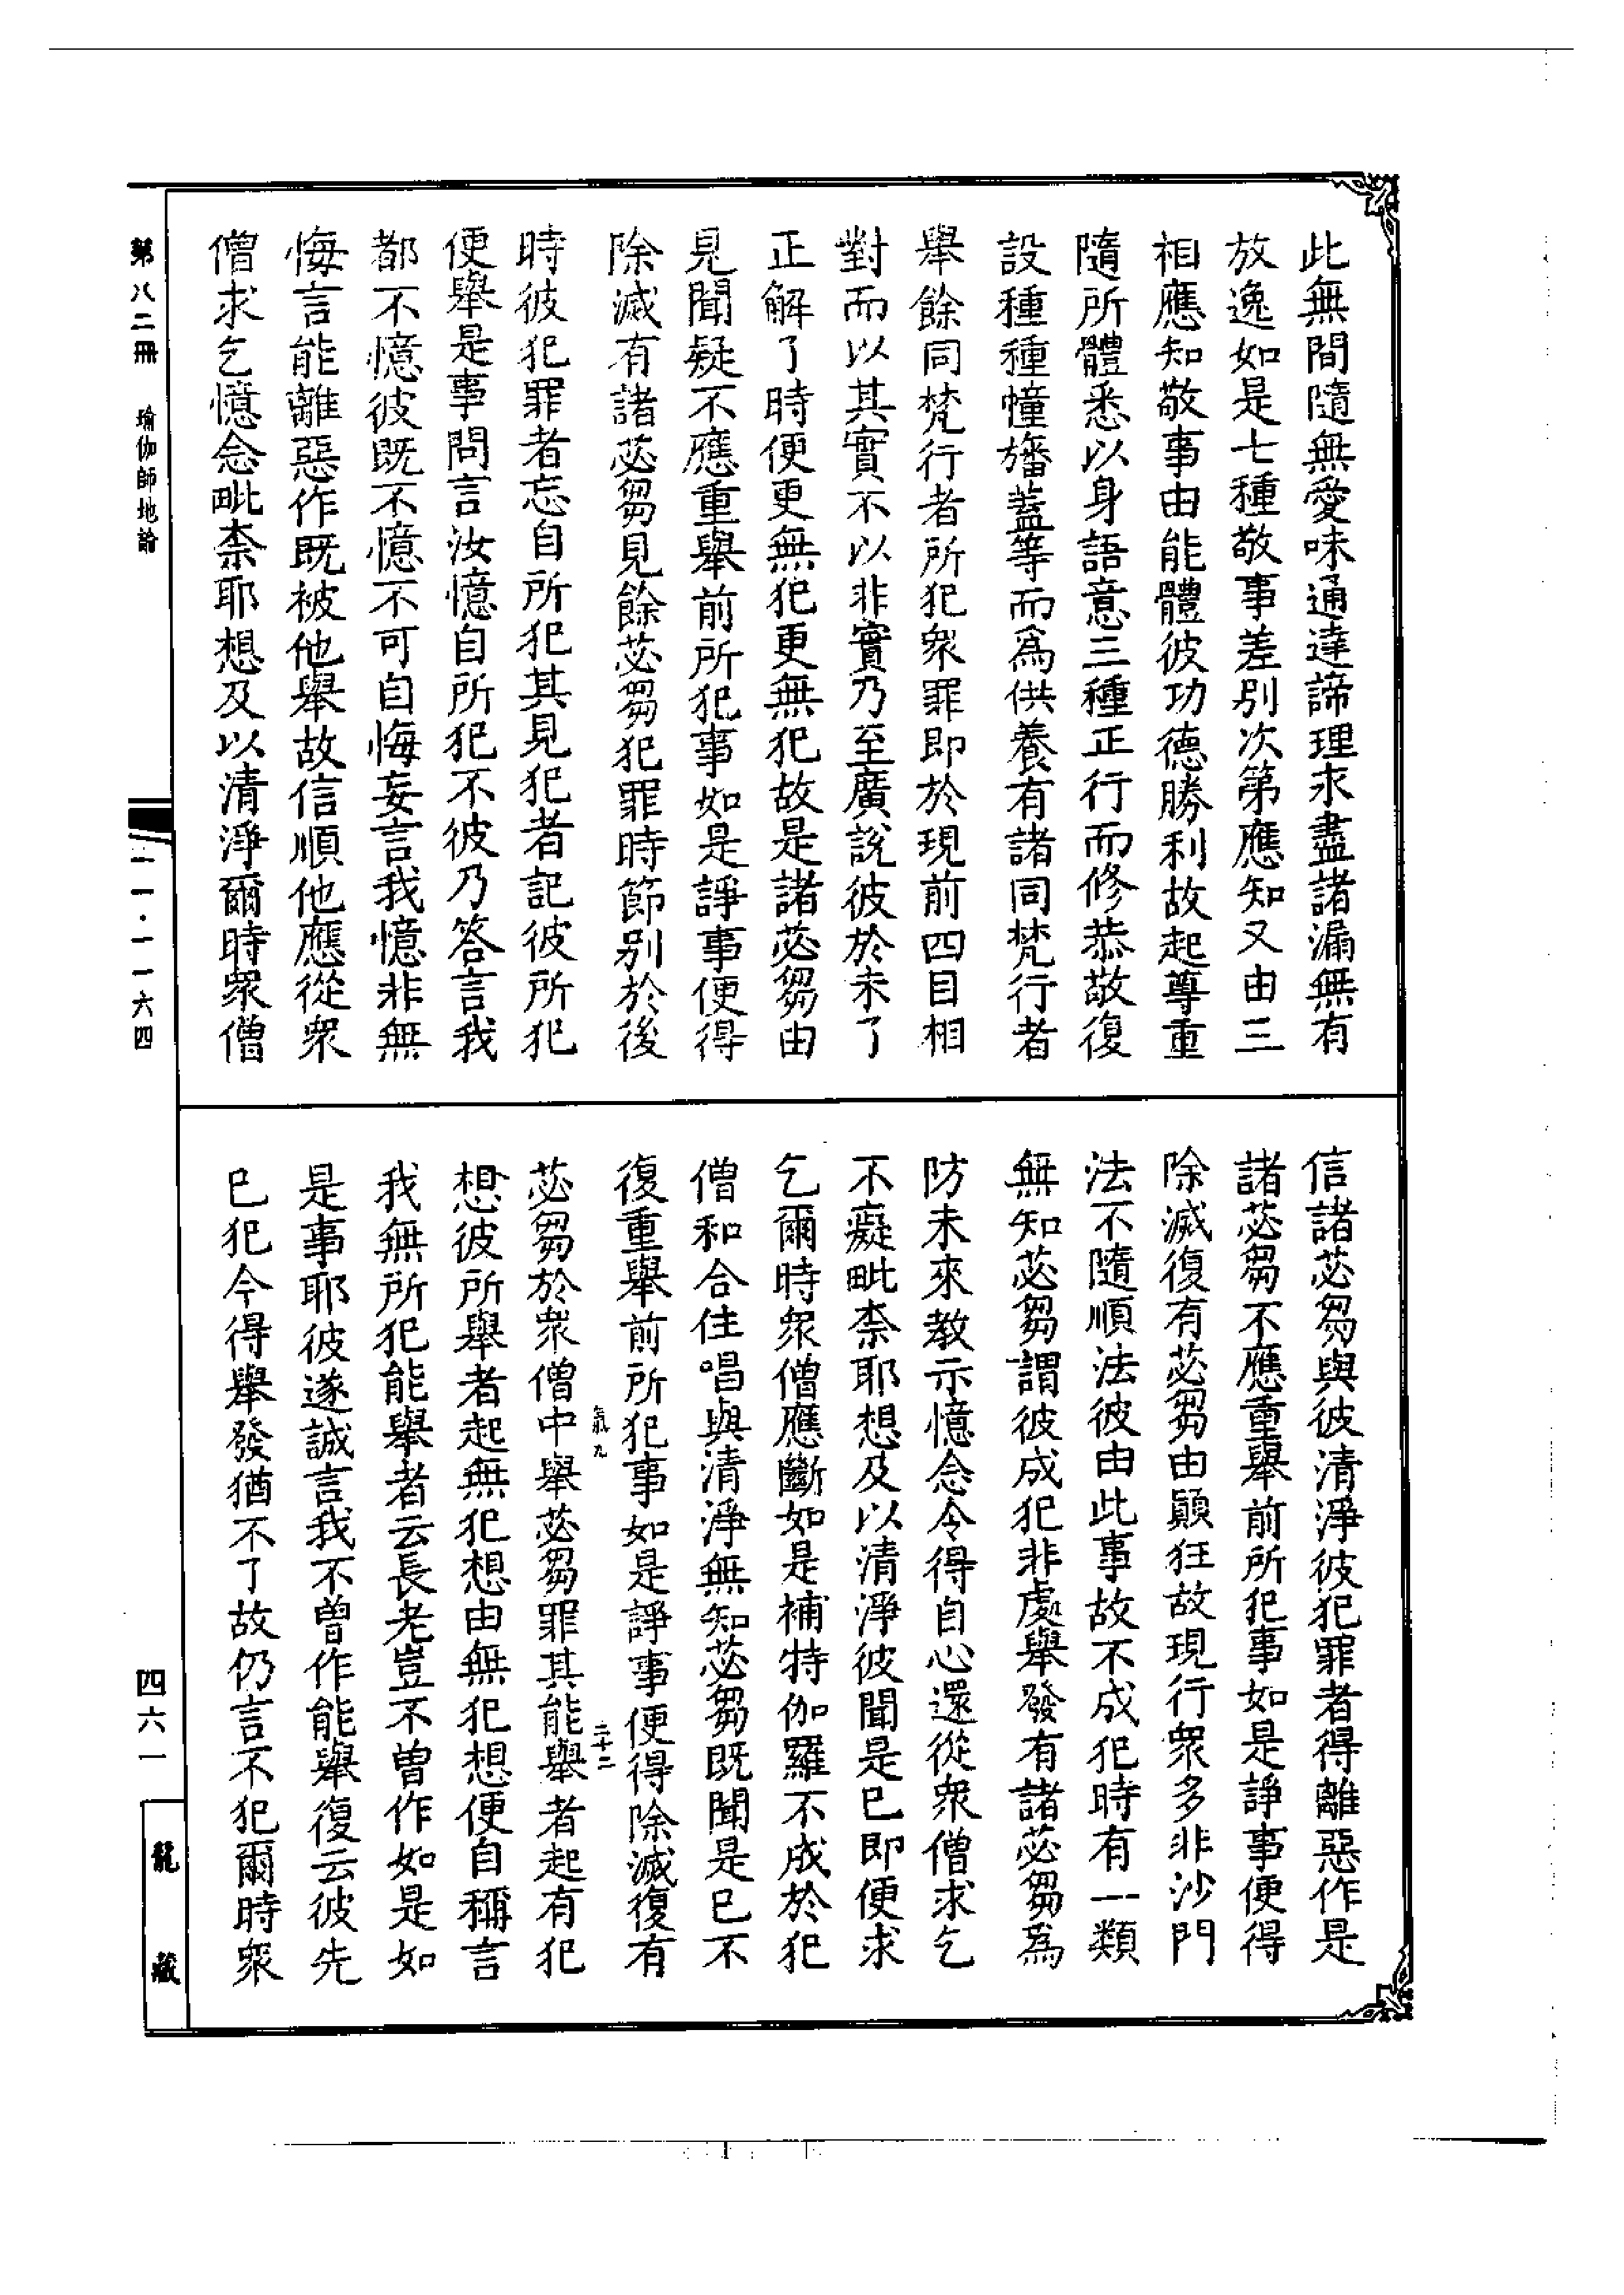 此無間隨無愛味通達諦理求盡諸漏無有
放逸如是七種敬事差別次第應知又由三
相應知敬事由能體彼功德勝利故起尊重
隨所體悉以身語意三種正行而修恭敬復
設種種幢旛蓋等而為供養有諸同梵行者
舉餘同梵行者所犯衆罪即於現前四目相
對而以其實不以非實乃至廣說彼於未了
正解了時便更無犯更無犯故是諸苾芻由
見聞疑不應重舉前所犯事如是諍事便得
除滅有諸苾芻見餘苾芻犯罪時節别於後
時彼犯罪者忘自所犯其見犯者記彼所犯
便舉是事問言汝憶自所犯不彼乃答言我
都不憶彼既不憶不可自悔妄言我憶非無
悔言能離惡作既被他舉故信順他應從衆
僧求乞憶念毗柰耶想及以清淨爾時衆僧
信諸苾芻與彼清淨彼犯罪者得離惡作是
諸苾芻不應重舉前所犯事如是諍事便得
除滅復有苾芻由顚狂故現行衆多非沙門
法不隨順法彼由此事故不成犯時有一類
無知苾芻謂彼成犯非處舉發有諸苾芻為
防未來教示憶念令得自心還從衆僧求乞
不癡毗柰耶想及以清淨彼聞是已即便求
乞爾時衆僧應斷如是補特伽羅不成於犯
僧和合住唱與清淨無知苾芻既聞是已不
復重舉前所犯事如是諍事便得除滅復有
氣九
二十二
苾芻於衆僧中舉苾芻罪其能舉者起有犯
想彼所舉者起無犯想由無犯想便自稱言
我無所犯能舉者云長老豈不曾作如是如
是事耶彼遂誠言我不曾作能舉復云彼先
已犯今得舉發猶不了故仍言不犯爾時衆
第八二冊
瑜伽師地論
一一·一一六四
四六一
龍藏